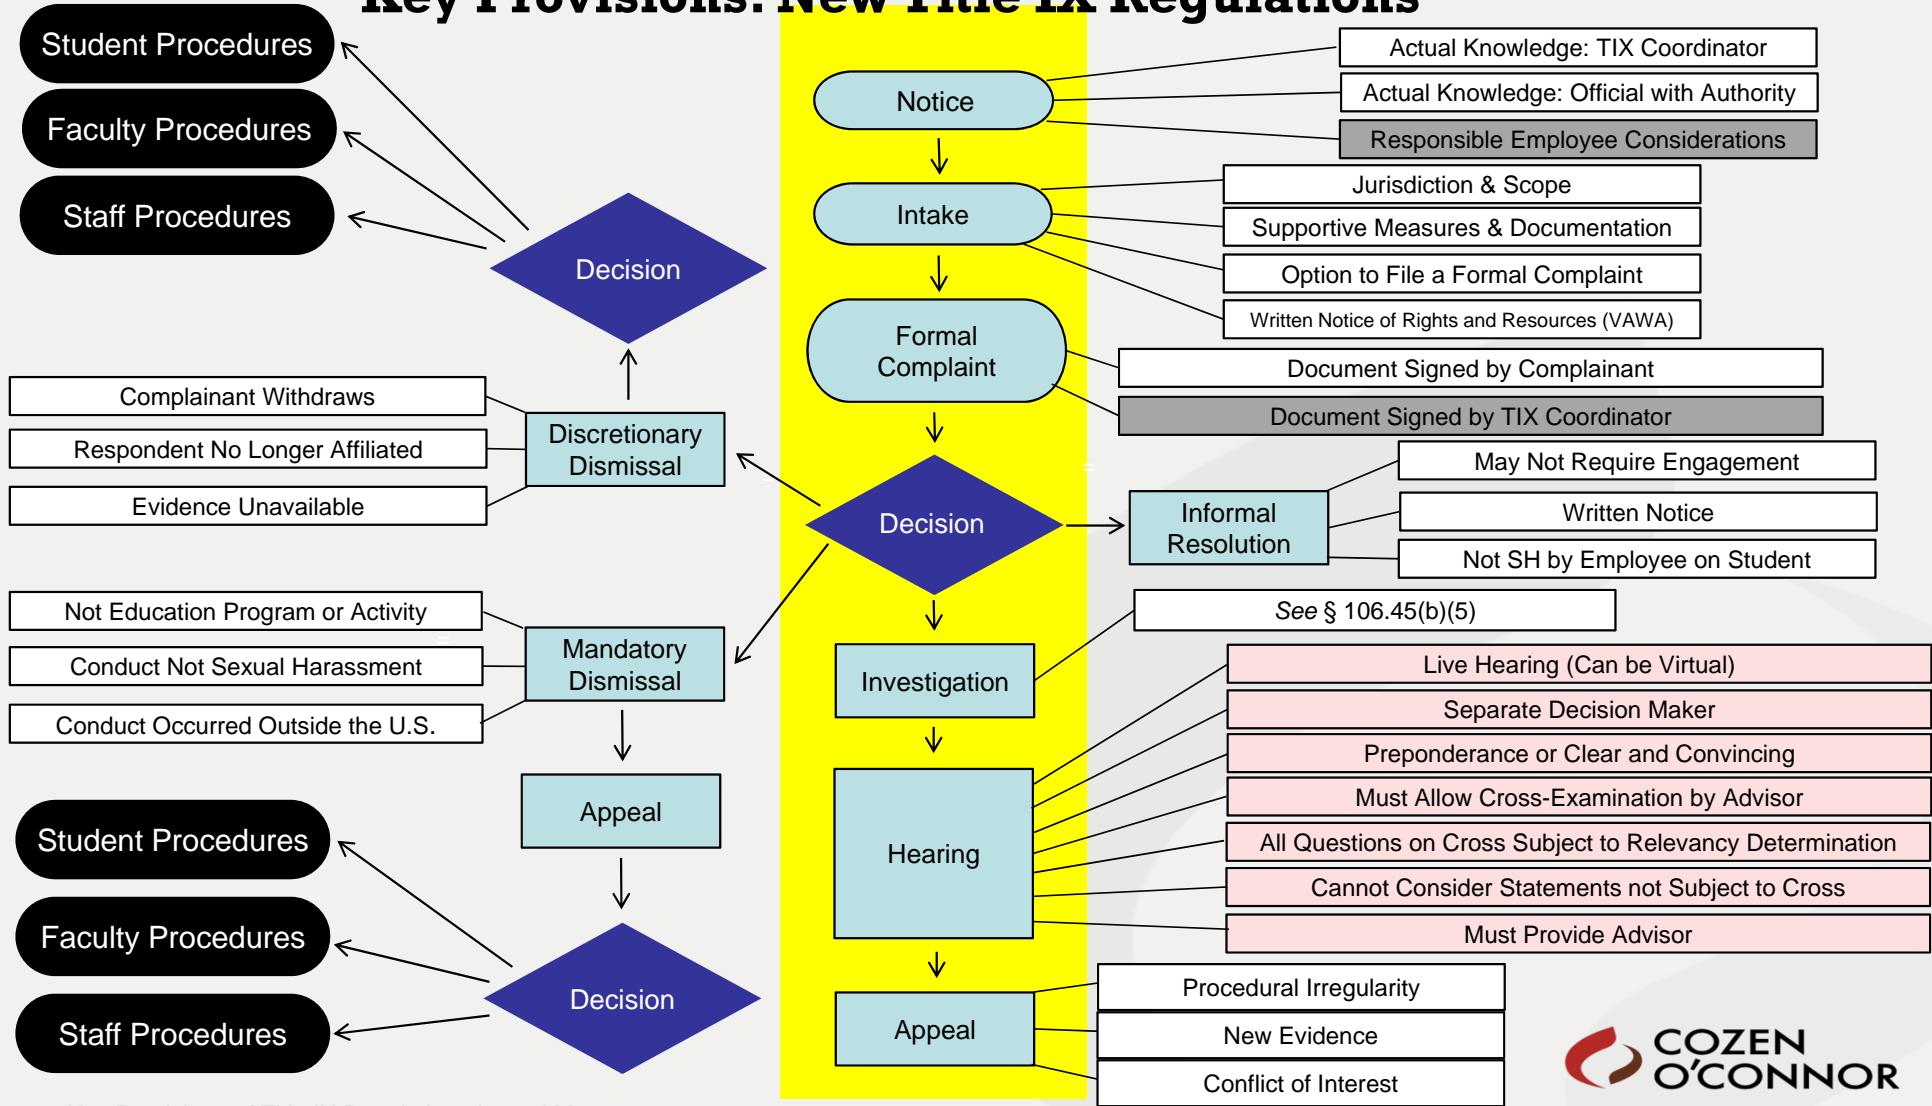 Key Provisions: New Title IX Regulations
Student Procedures
Faculty Procedures
Staff Procedures
Decision
Notice
Actual Knowledge: TIX Coordinator
Actual Knowledge: Official with Authority
Responsible Employee Considerations
Intake
Jurisdiction & Scope
Supportive Measures & Documentation
Option to File a Formal Complaint
Written Notice of Rights and Resources (VAWA)
Formal
Complaint
Document Signed by Complainant
Document Signed by TIX Coordinator
Complainant Withdraws
Respondent No Longer Affiliated
Evidence Unavailable
Discretionary
Dismissal
Decision
Informal
Resolution
May Not Require Engagement
Written Notice
Not SH by Employee on Student
Not Education Program or Activity
Conduct Not Sexual Harassment
Conduct Occurred Outside the U.S.
Mandatory
Dismissal
Investigation
See § 106.45(b)(5)
Appeal
Hearing
Live Hearing (Can be Virtual)
Separate Decision Maker
Preponderance or Clear and Convincing
Must Allow Cross-Examination by Advisor
All Questions on Cross Subject to Relevancy Determination
Cannot Consider Statements not Subject to Cross
Must Provide Advisor
Student Procedures
Faculty Procedures
Staff Procedures
Decision
Appeal
Procedural Irregularity
New Evidence
Conflict of Interest
COZEN
O'CONNOR